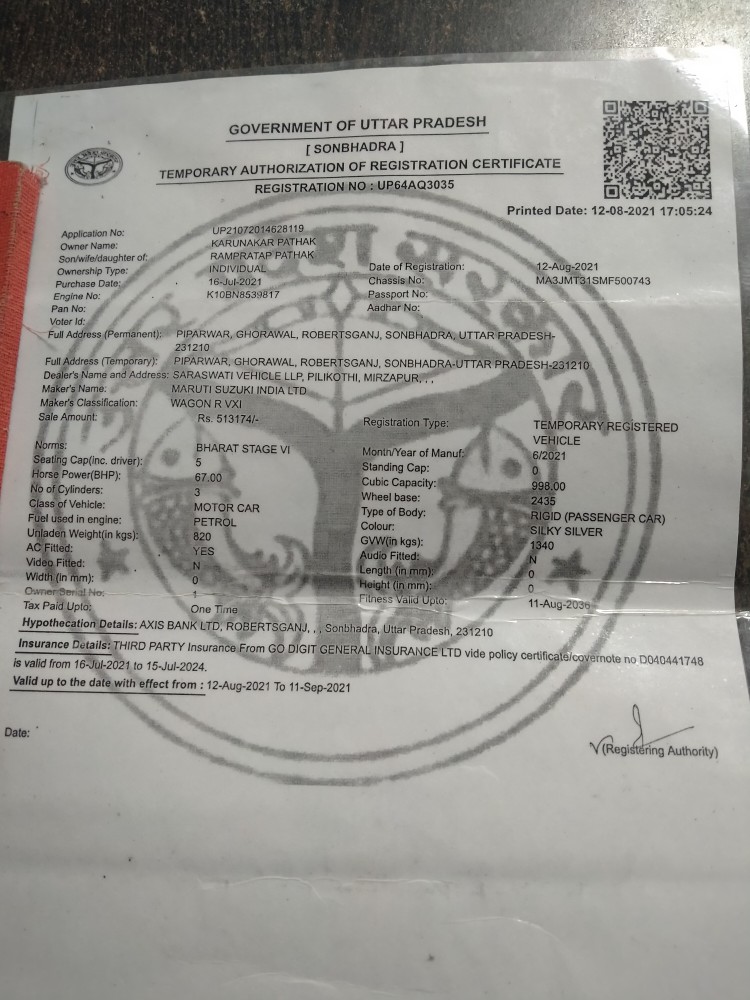 GOVERNMENT OF UTTAR PRADESH
[ SONBHADRA ]
TEMPORARY AUTHORIZATION OF REGISTRATION CERTIFICATE
REGISTRATION NO : UP64AQ3035
Printed Date: 12-08-2021 17:05:24
Application No: UP21072014628119
Owner Name: KARUNAKAR PATHAK
Son/wife/daughter of: RAMPRATAP PATHAK
Ownership Type: INDIVIDUAL Date of Registration: 12-Aug-2021
Purchase Date: 16-Jul-2021 Chassis No: MA3JMT31SMF500743
Engine No: K10BN8539817 Passport No:
Pan No: Aadhar No:
Voter Id:
Full Address (Permanent): PIPARWAR, GHORAWAL, ROBERTSGANJ, SONBHADRA, UTTAR PRADESH-
231210
Full Address (Temporary): PIPARWAR, GHORAWAL, ROBERTSGANJ, SONBHADRA-UTTAR PRADESH-231210
Dealer's Name and Address: SARASWATI VEHICLE LLP, PILIKOTHI, MIRZAPUR, , ,
Maker's Name: MARUTI SUZUKI INDIA LTD
Maker's Classification: WAGON R VXI
Sale Amount: Rs. 513174/- Registration Type: TEMPORARY REGISTERED
VEHICLE
Norms: BHARAT STAGE VI Month/Year of Manuf: 6/2021
Seating Cap(inc. driver): 5 Standing Cap: 0
Horse Power(BHP): 67.00 Cubic Capacity: 998.00
No of Cylinders: 3 Wheel base: 2435
Class of Vehicle: MOTOR CAR Type of Body: RIGID (PASSENGER CAR)
Fuel used in engine: PETROL Colour: SILKY SILVER
Unladen Weight(in kgs): 820 GVW(in kgs): 1340
AC Fitted: YES Audio Fitted: N
Video Fitted: N Length (in mm): 0
Width (in mm): 0 Height (in mm): 0
Owner Serial No: 1 Fitness Valid Upto: 11-Aug-2036
Tax Paid Upto: One Time
Hypothecation Details: AXIS BANK LTD, ROBERTSGANJ, , , Sonbhadra, Uttar Pradesh, 231210
Insurance Details: THIRD PARTY Insurance From GO DIGIT GENERAL INSURANCE LTD vide policy certificate/covernote no D040441748
is valid from 16-Jul-2021 to 15-Jul-2024.
Valid up to the date with effect from : 12-Aug-2021 To 11-Sep-2021
Date:
(Registering Authority)